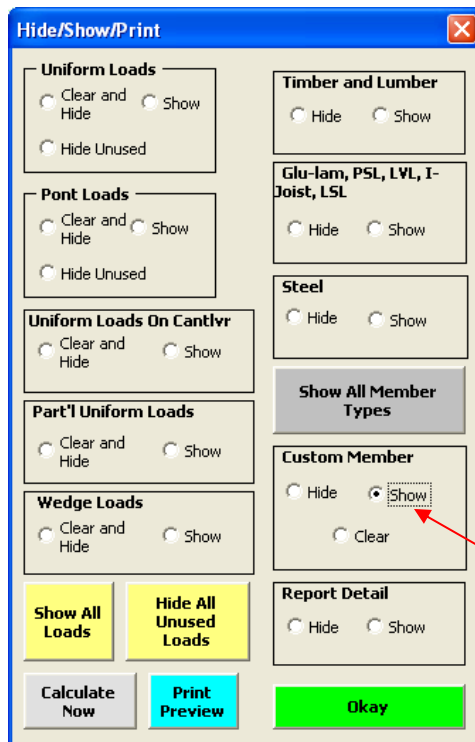 Hide/Show/Print
Uniform Loads
Clear and
Hide
Show
Hide Unused
Pont Loads
Clear and
Hide
Show
Hide Unused
Uniform Loads On Cantlvr
Clear and
Hide
Show
Part'l Uniform Loads
Clear and
Hide
Show
Wedge Loads
Clear and
Hide
Show
Show All
Loads
Hide All
Unused
Loads
Calculate
Now
Print
Preview
Timber and Lumber
Hide
Show
Glu-lam, PSL, LVL, I-
Joist, LSL
Hide
Show
Steel
Hide
Show
Show All Member
Types
Custom Member
Hide
Show
Clear
Report Detail
Hide
Show
Okay